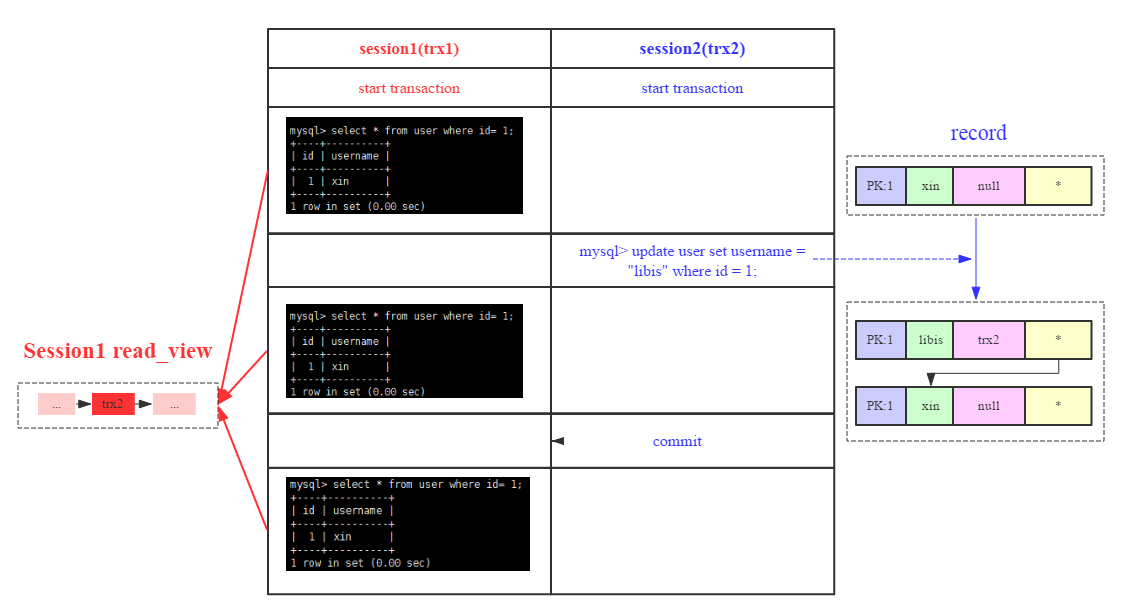 session1(trx1)
session2(trx2)
start transaction
start transaction
mysql> select * from user where id= 1;
+----+----------+
| id | username |
+----+----------+
|  1 | xin      |
+----+----------+
1 row in set (0.00 sec)
mysql> update user set username =
"libis" where id = 1;
mysql> select * from user where id= 1;
+----+----------+
| id | username |
+----+----------+
|  1 | xin      |
+----+----------+
1 row in set (0.00 sec)
commit
mysql> select * from user where id= 1;
+----+----------+
| id | username |
+----+----------+
|  1 | xin      |
+----+----------+
1 row in set (0.00 sec)
Session1 read_view
... trx2 ...
record
PK:1 xin null *
PK:1 libis trx2 *
PK:1 xin null *